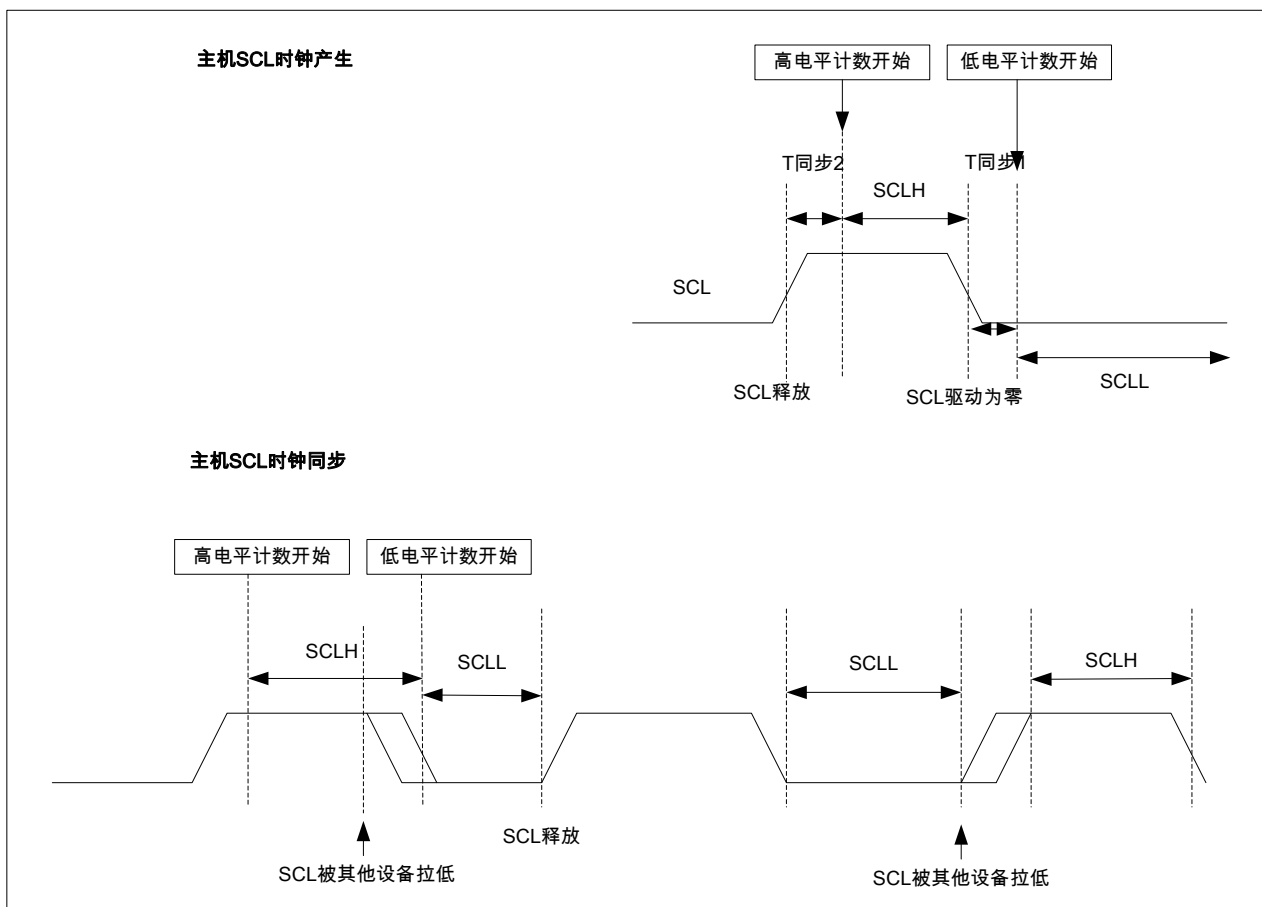 主机SCL时钟产生
高电平计数开始
低电平计数开始
T同步2
T同步1
SCLH
SCL
SCLL
SCL释放
SCL驱动为零
主机SCL时钟同步
高电平计数开始
低电平计数开始
SCLH
SCLL
SCLL
SCLH
SCL释放
SCL被其他设备拉低
SCL被其他设备拉低